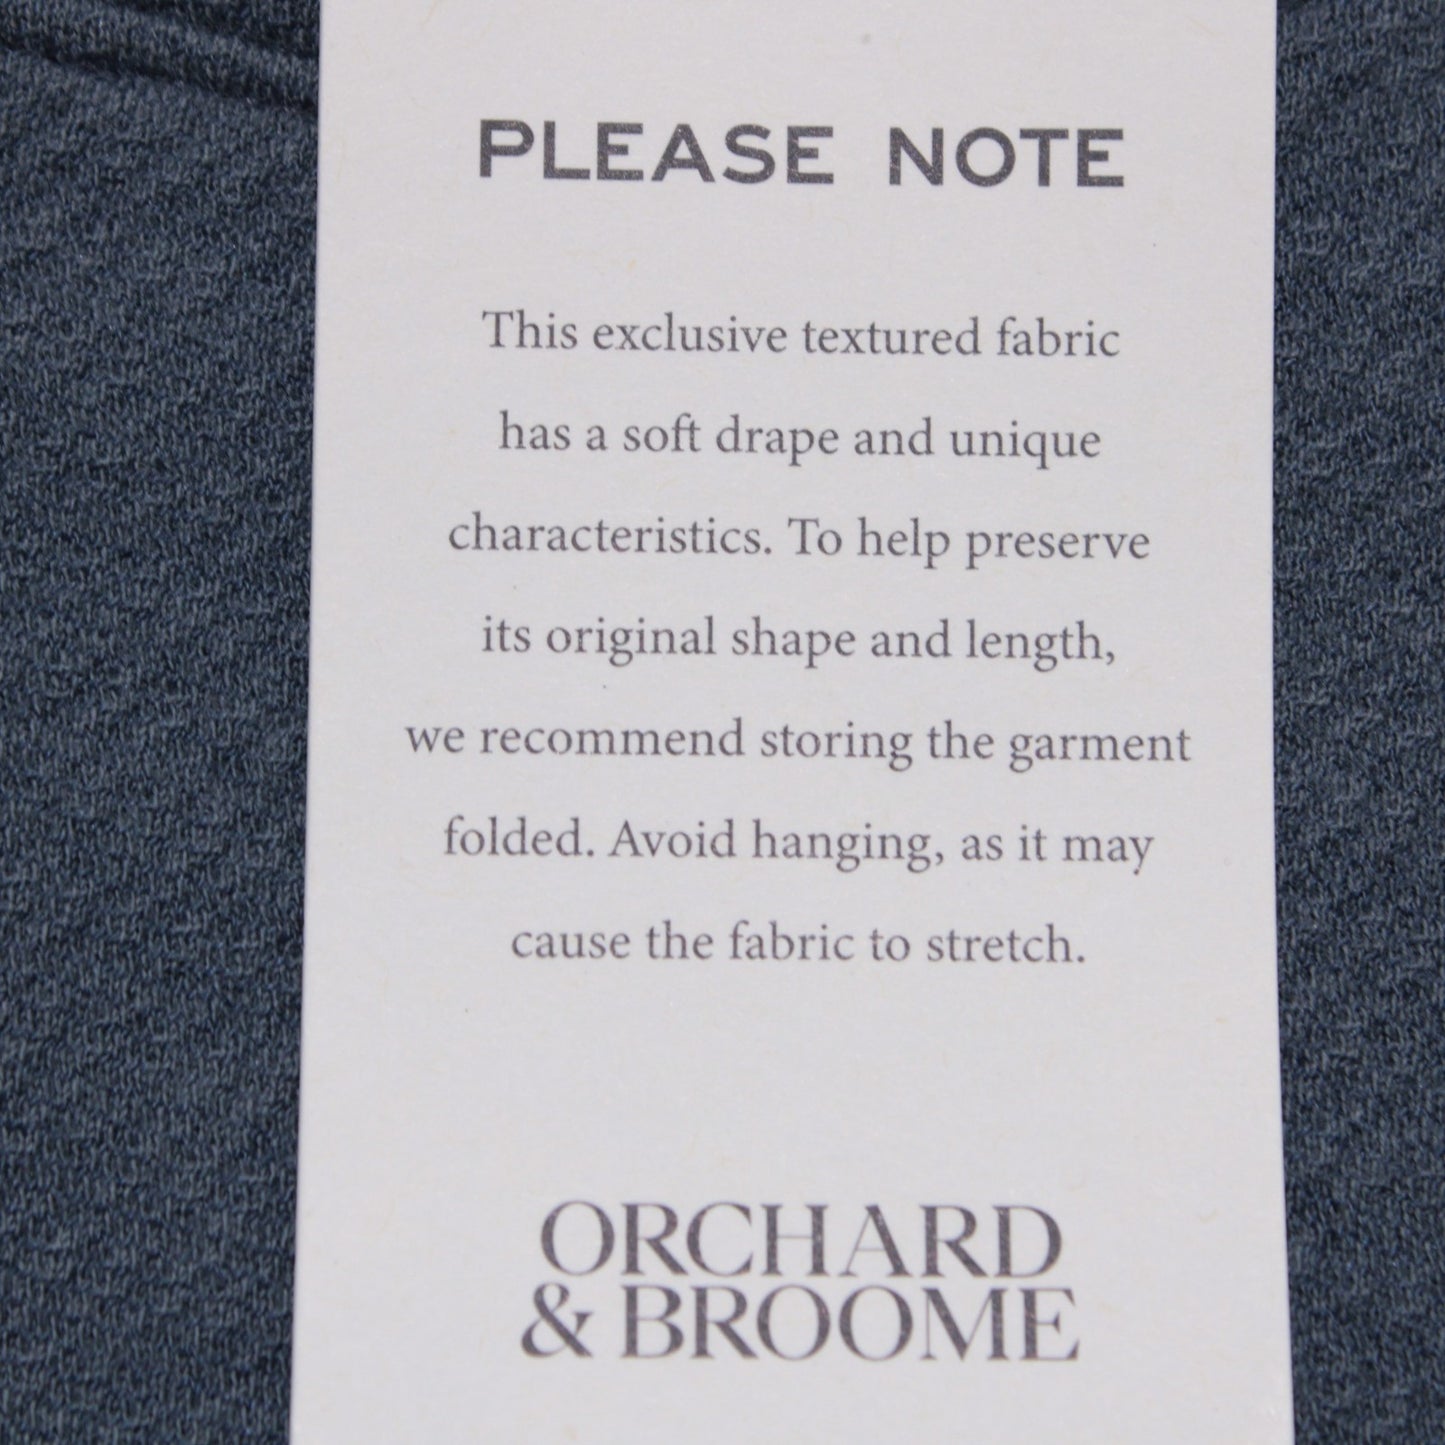 PLEASE NOTE
This exclusive textured fabric
has a soft drape and unique
characteristics. To help preserve
its original shape and length,
we recommend storing the garment
folded. Avoid hanging, as it may
cause the fabric to stretch.
ORCHARD
& BROOME